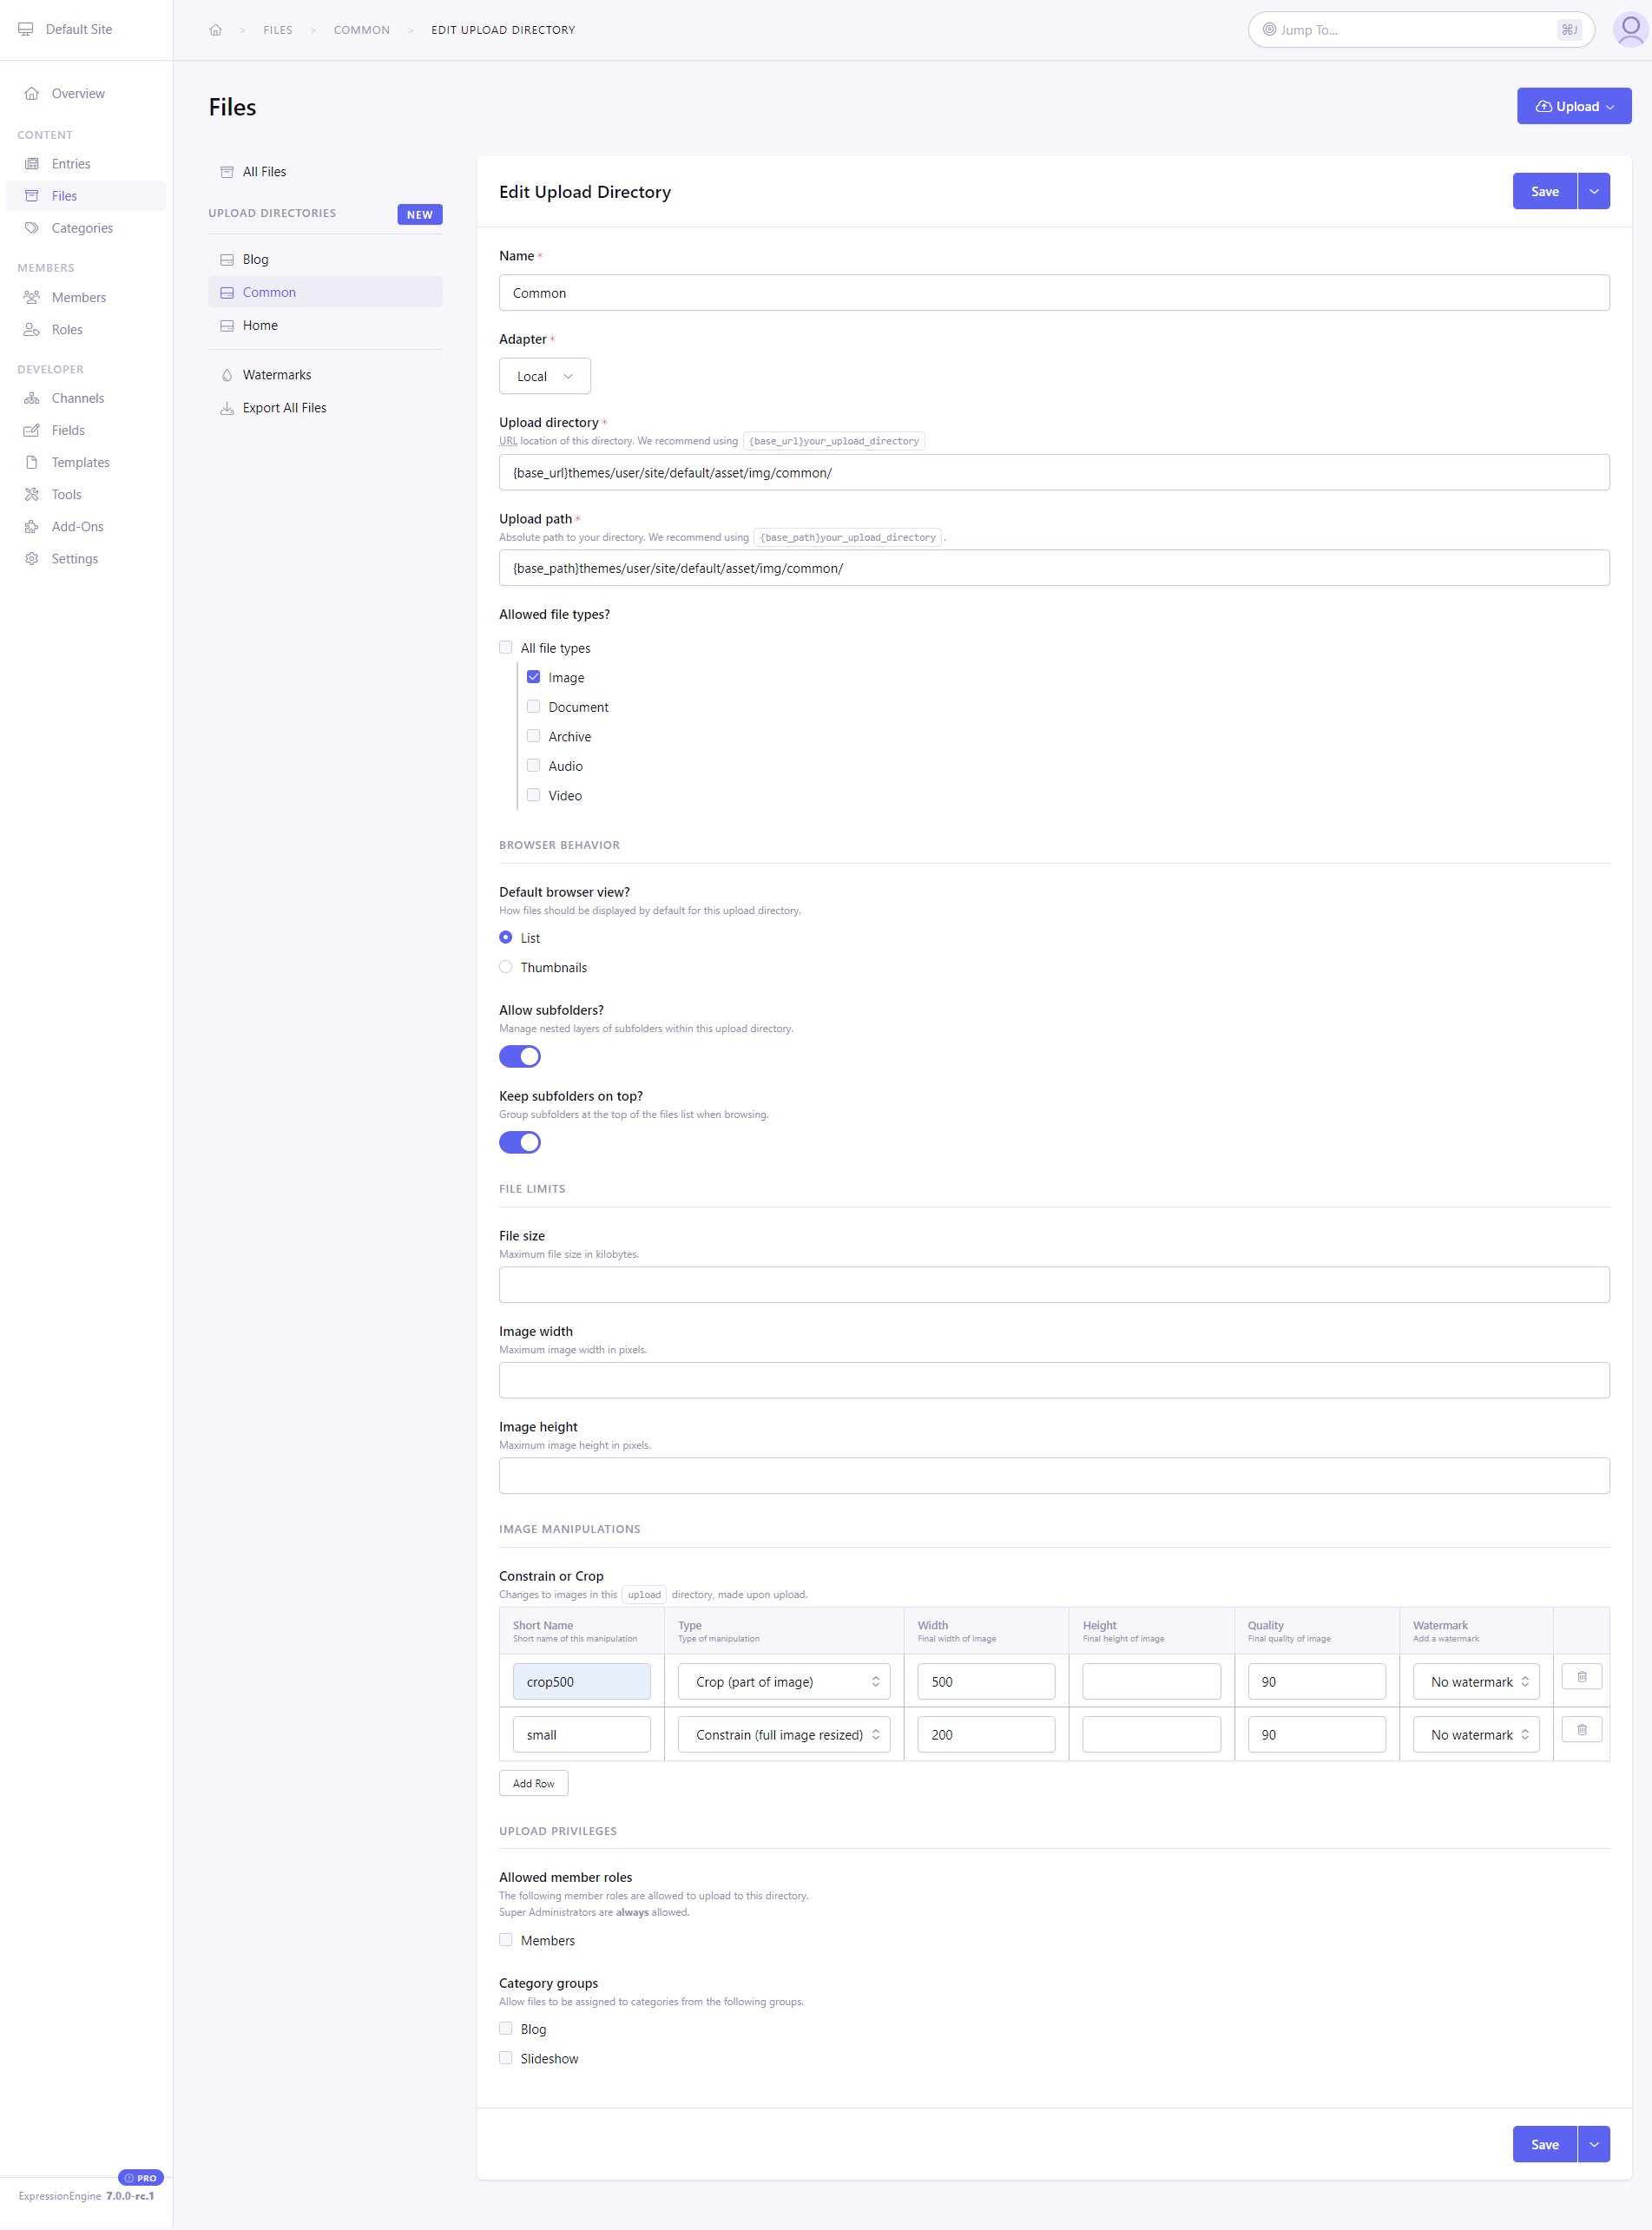 Default Site
FILES > COMMON > EDIT UPLOAD DIRECTORY
Jump To...
⌘J
Overview
CONTENT
Entries
Files
Categories
MEMBERS
Members
Roles
DEVELOPER
Channels
Fields
Templates
Tools
Add-Ons
Settings
PRO
ExpressionEngine 7.0.0-rc.1
Files
Upload
All Files
UPLOAD DIRECTORIES
NEW
Blog
Common
Home
Watermarks
Export All Files
Edit Upload Directory
Save
Name *
Common
Adapter *
Local
Upload directory *
URL location of this directory. We recommend using {base_url}your_upload_directory
{base_url}themes/user/site/default/asset/img/common/
Upload path *
Absolute path to your directory. We recommend using {base_path}your_upload_directory .
{base_path}themes/user/site/default/asset/img/common/
Allowed file types?
All file types
Image
Document
Archive
Audio
Video
BROWSER BEHAVIOR
Default browser view?
How files should be displayed by default for this upload directory.
List
Thumbnails
Allow subfolders?
Manage nested layers of subfolders within this upload directory.
Keep subfolders on top?
Group subfolders at the top of the files list when browsing.
FILE LIMITS
File size
Maximum file size in kilobytes.
Image width
Maximum image width in pixels.
Image height
Maximum image height in pixels.
IMAGE MANIPULATIONS
Constrain or Crop
Changes to images in this upload directory, made upon upload.
Short Name Type Width Height Quality Watermark
Short name of this manipulation Type of manipulation Final width of image Final height of image Final quality of image Add a watermark
crop500 Crop (part of image) 500 90 No watermark
small Constrain (full image resized) 200 90 No watermark
Add Row
UPLOAD PRIVILEGES
Allowed member roles
The following member roles are allowed to upload to this directory.
Super Administrators are always allowed.
Members
Category groups
Allow files to be assigned to categories from the following groups.
Blog
Slideshow
Save